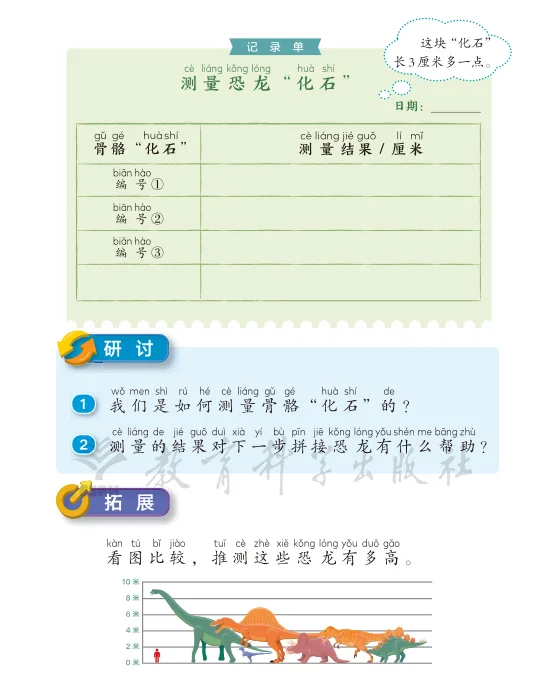 记录单
这块“化石”
长3厘米多一点。
cè liáng kǒng lóng huà shí
测量恐龙“化石”
日期：
gǔ gé huà shí cè liáng jié guǒ lí mǐ
骨骼“化石” 测量结果/厘米
biān hào
编号①
biān hào
编号②
biān hào
编号③
研讨
wǒ men shì rú hé cè liáng gǔ gé huà shí de
1 我们是如何测量骨骼“化石”的？
cè liáng de jié guǒ duì xià yí bù pīn jiē kǒng lóng yǒu shén me bāng zhù
2 测量的结果对下一步拼接恐龙有什么帮助？
教育科学出版社
拓展
kàn tú bǐ jiào tuī cè zhè xiē kǒng lóng yǒu duō gāo
看图比较，推测这些恐龙有多高。
10 米
8 米
6 米
4 米
2 米
0 米